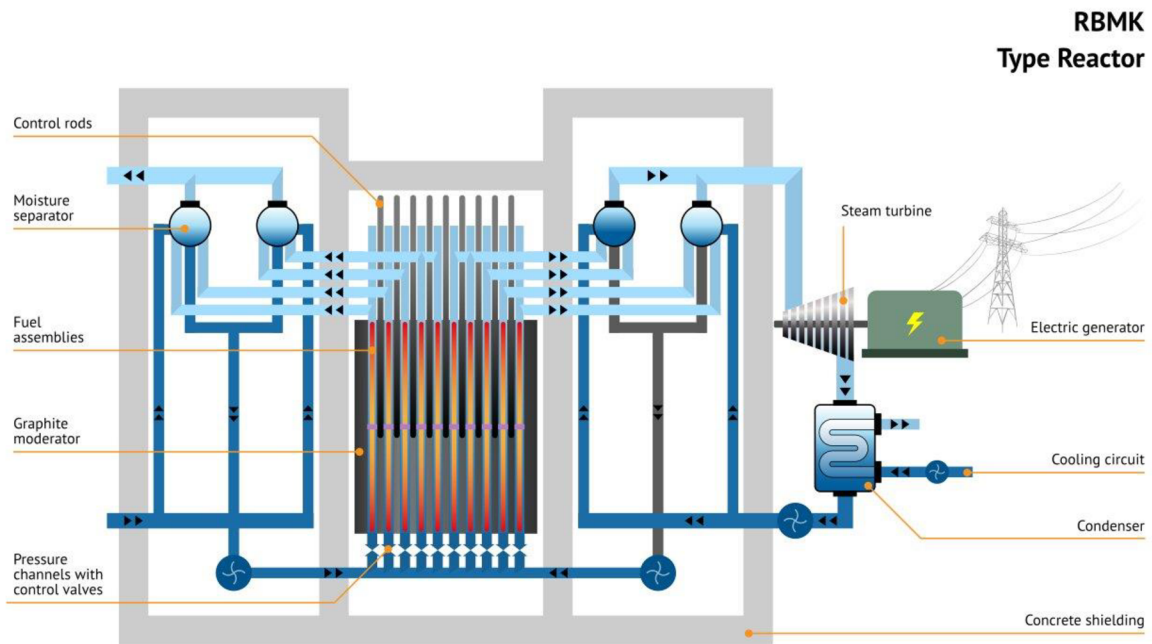 RBMK
Type Reactor
Control rods
Moisture
separator
Fuel
assemblies
Graphite
moderator
Pressure
channels with
control valves
Steam turbine
Electric generator
Cooling circuit
Condenser
Concrete shielding